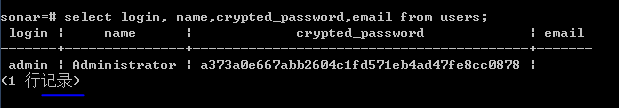 sonar=# select login, name,crypted_password,email from users;
login | name | crypted_password | email
-------+---------------+------------------------------------------+-------
admin | Administrator | a373a0e667abb2604c1fd571eb4ad47fe8cc0878 |
(1 行记录)